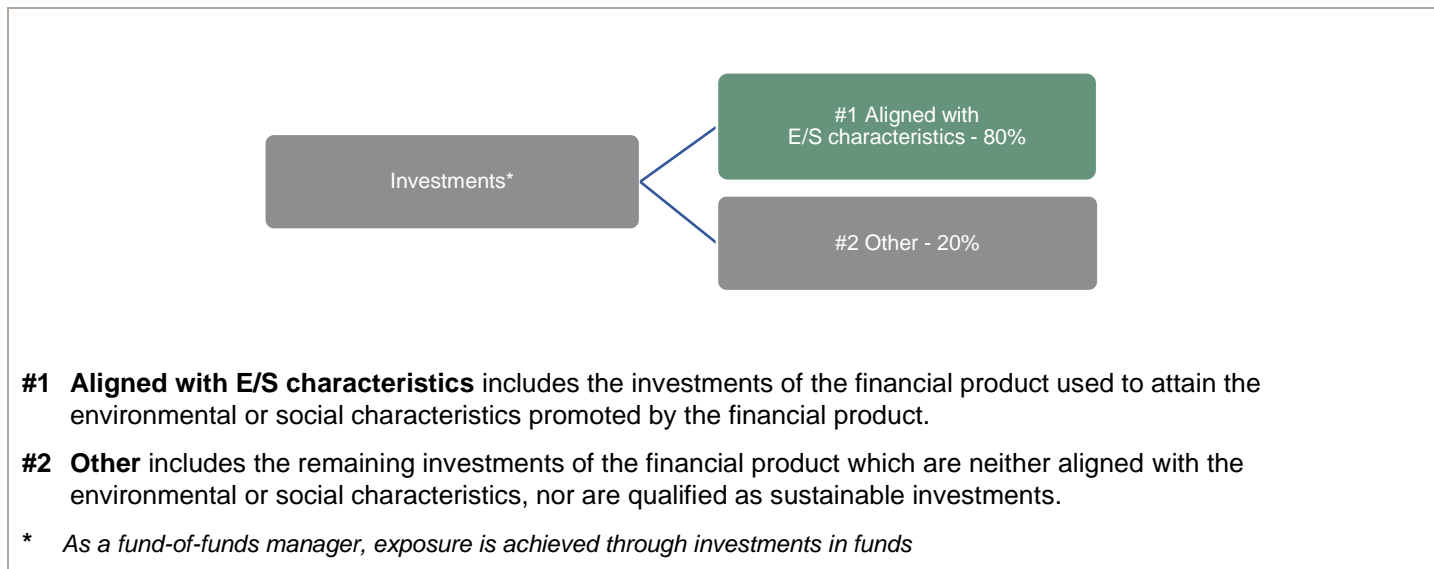 #1 Aligned with
E/S characteristics - 80%
Investments*
#2 Other - 20%
#1 Aligned with E/S characteristics includes the investments of the financial product used to attain the
environmental or social characteristics promoted by the financial product.
#2 Other includes the remaining investments of the financial product which are neither aligned with the
environmental or social characteristics, nor are qualified as sustainable investments.
* As a fund-of-funds manager, exposure is achieved through investments in funds